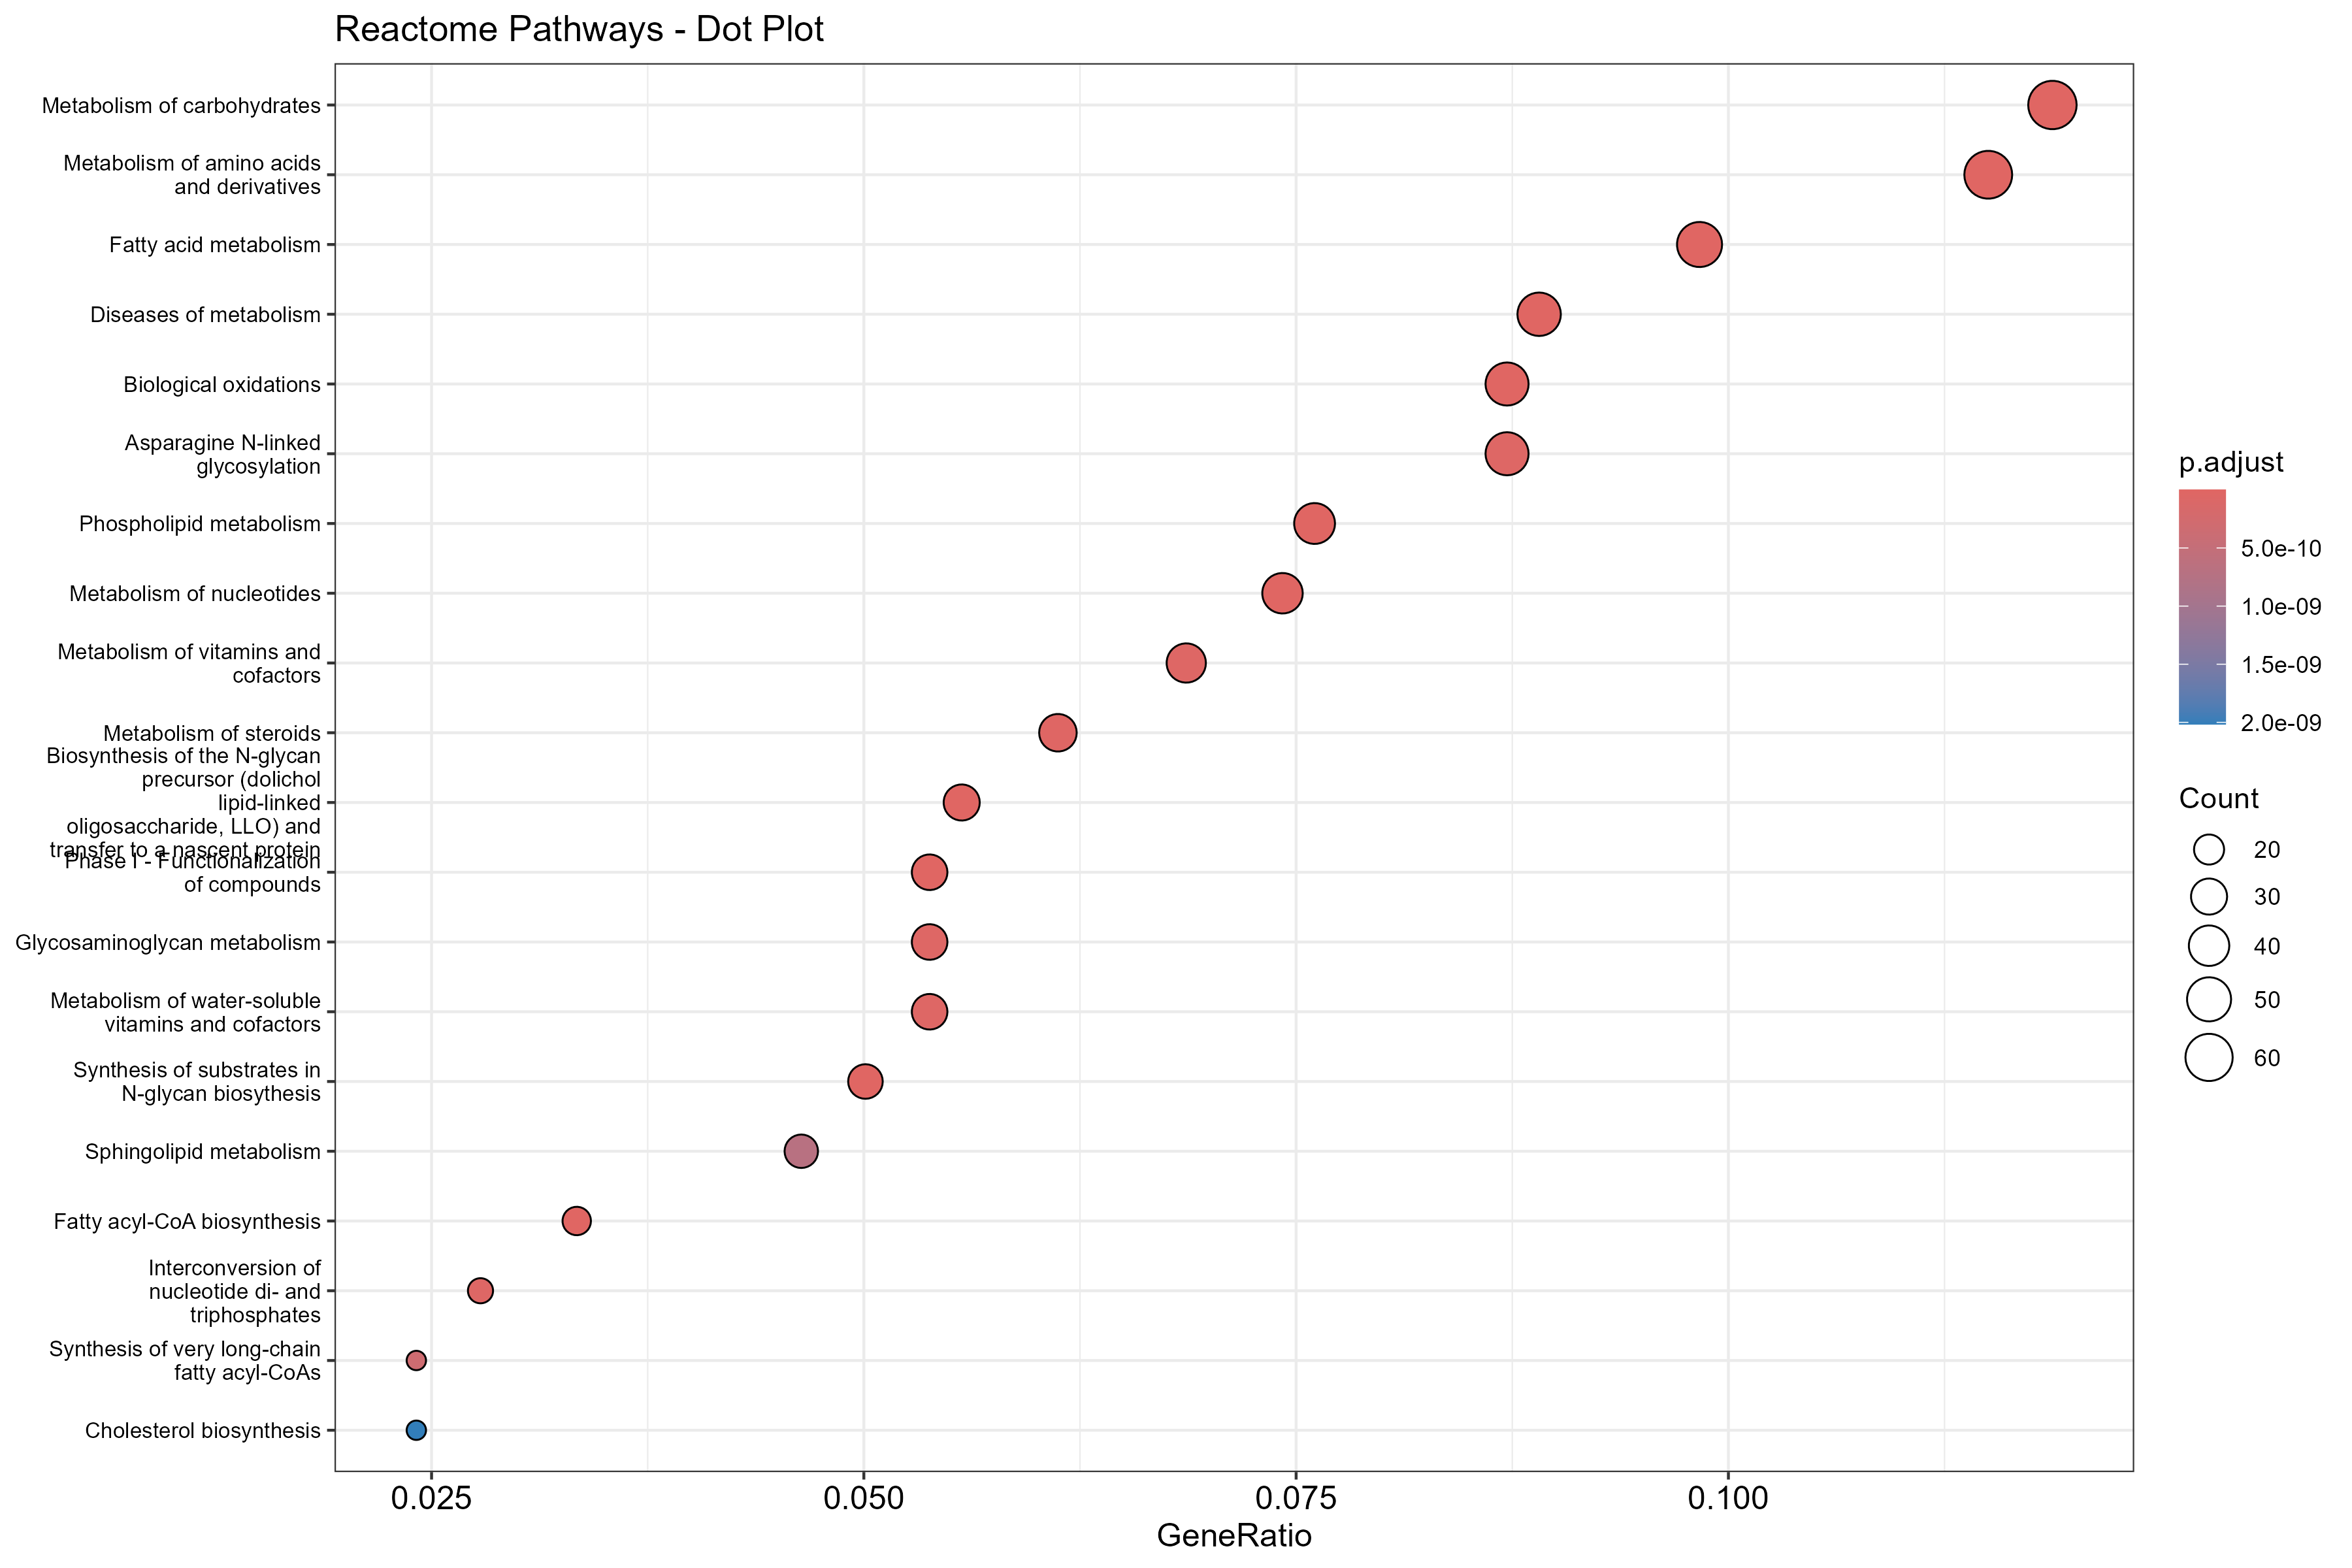 Reactome Pathways - Dot Plot
Metabolism of carbohydrates
Metabolism of amino acids
and derivatives
Fatty acid metabolism
Diseases of metabolism
Biological oxidations
Asparagine N-linked
glycosylation
Phospholipid metabolism
Metabolism of nucleotides
Metabolism of vitamins and
cofactors
Metabolism of steroids
Biosynthesis of the N-glycan
precursor (dolichol
lipid-linked
oligosaccharide, LLO) and
transfer to a nascent protein
Phase I - Functionalization
of compounds
Glycosaminoglycan metabolism
Metabolism of water-soluble
vitamins and cofactors
Synthesis of substrates in
N-glycan biosythesis
Sphingolipid metabolism
Fatty acyl-CoA biosynthesis
Interconversion of
nucleotide di- and
triphosphates
Synthesis of very long-chain
fatty acyl-CoAs
Cholesterol biosynthesis
0.025 0.050 0.075 0.100
GeneRatio
p.adjust
5.0e-10
1.0e-09
1.5e-09
2.0e-09
Count
20
30
40
50
60